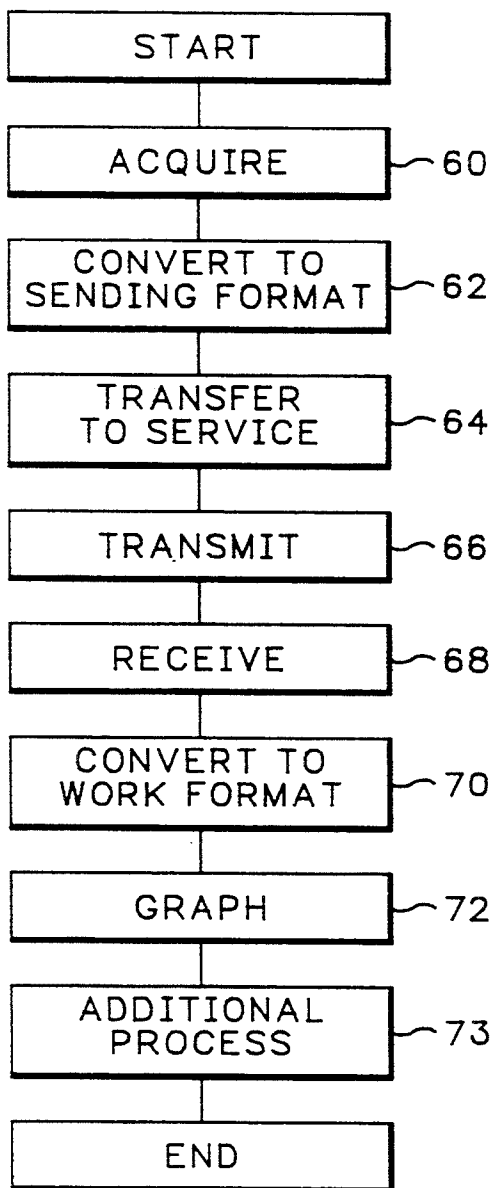 START
ACQUIRE 60
CONVERT TO
SENDING FORMAT 62
TRANSFER
TO SERVICE 64
TRANSMIT 66
RECEIVE 68
CONVERT TO
WORK FORMAT 70
GRAPH 72
ADDITIONAL
PROCESS 73
END